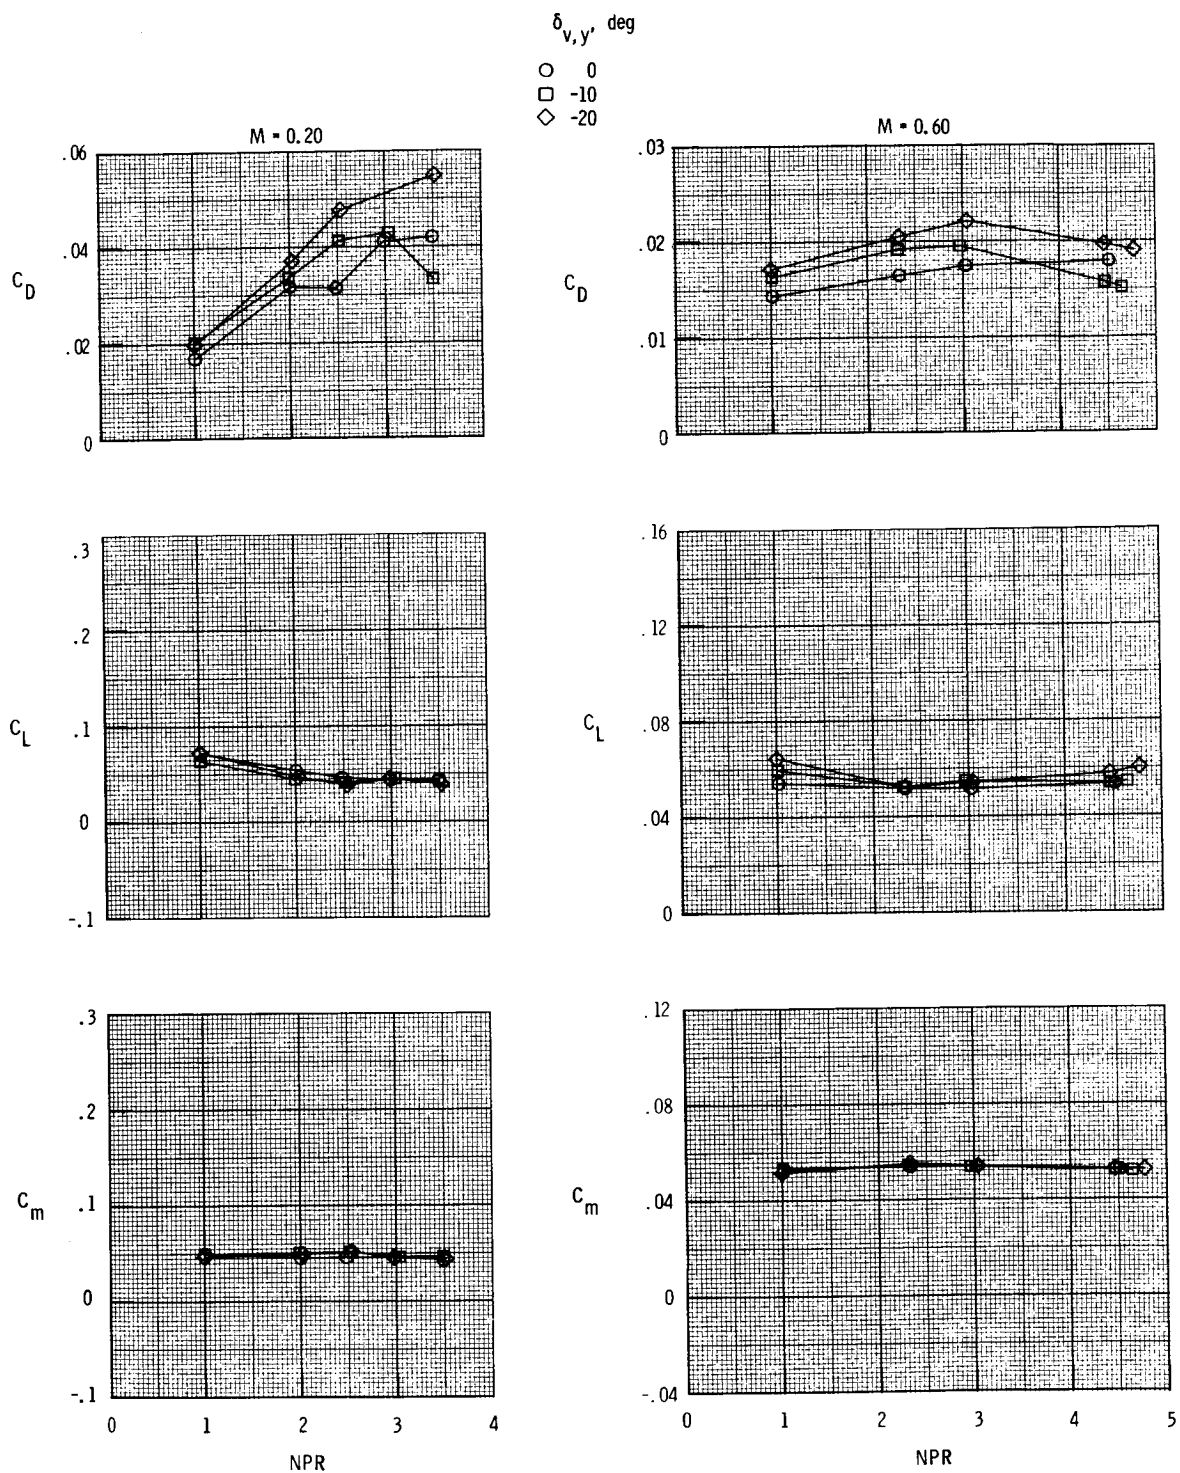 δv,y, deg
0
-10
-20
M = 0.20
.06
.04
CD
.02
0
M = 0.60
.03
.02
CD
.01
0
.3
.2
.1
CL
0
-.1
.16
.12
.08
CL
.04
0
.3
.2
.1
Cm
0
-.1
0 1 2 3 4
NPR
.12
.08
.04
Cm
0
-.04
0 1 2 3 4 5
NPR